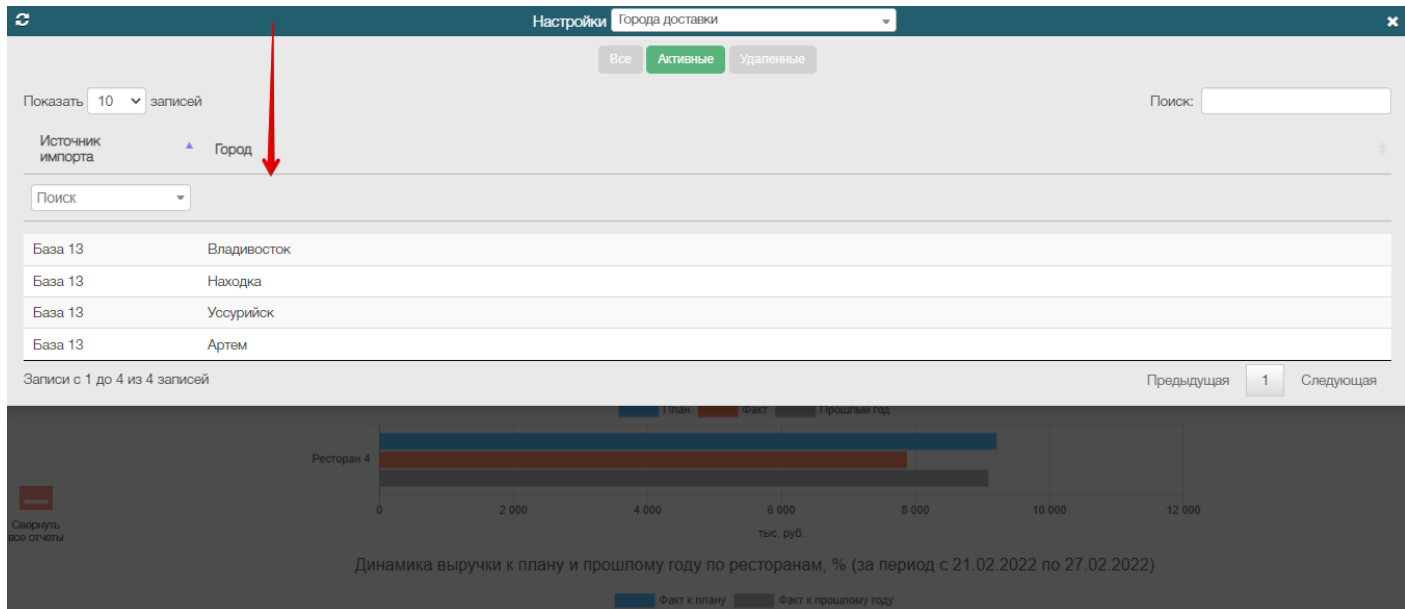 Настройки Города доставки
Все Активные Удаленные
Показать 10 записей Поиск:
Источник импорта Город
Поиск
База 13 Владивосток
База 13 Находка
База 13 Уссурийск
База 13 Артем
Записи с 1 до 4 из 4 записей Предыдущая 1 Следующая
План Факт Прошлый год
Ресторан 4
0 2 000 4 000 6 000 8 000 10 000 12 000
тыс. руб.
Свернуть
все отчеты
Динамика выручки к плану и прошлому году по ресторанам, % (за период с 21.02.2022 по 27.02.2022)
Факт к плану Факт к прошлому году